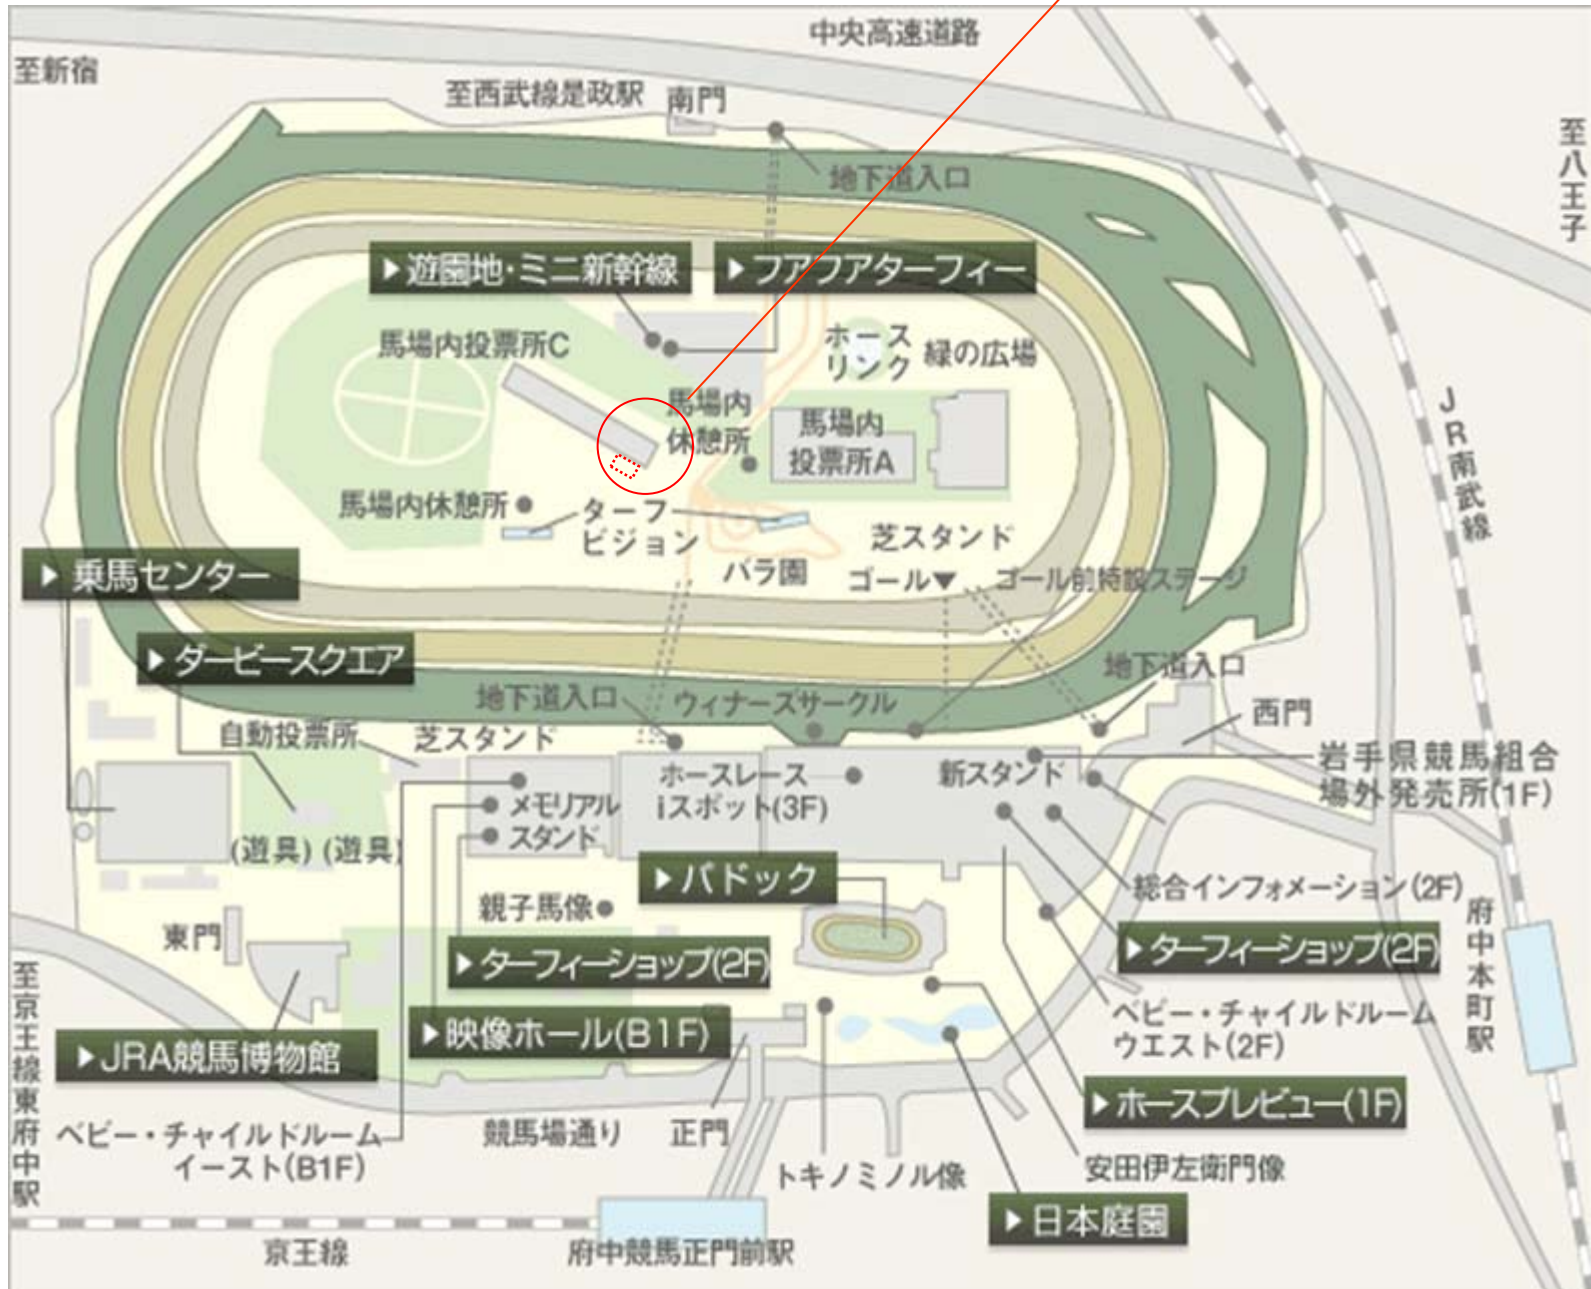 中央高速道路
至新宿
至西武線是政駅
南門
至八王子
地下道入口
▶遊園地・ミニ新幹線
▶フアフアターフィー
馬場内投票所C
ホース
リンク
緑の広場
馬場内
休憩所
馬場内
投票所A
JR南武線
馬場内休憩所
ターフ
ビジョン
芝スタンド
バラ園
ゴール▼
ゴール前特設ステージ
▶乗馬センター
▶ダービースクエア
地下道入口
地下道入口
ウィナーズサークル
西門
自動投票所
芝スタンド
ホースレース
iスポット(3F)
新スタンド
岩手県競馬組合
場外発売所(1F)
メモリアル
スタンド
(遊具)
(遊具)
▶パドック
総合インフォメーション(2F)
親子馬像
東門
▶ターフィーショップ(2F)
▶ターフィーショップ(2F)
府中本町駅
至京王線東府中駅
▶映像ホール(B1F)
ベビー・チャイルドルーム
ウエスト(2F)
▶JRA競馬博物館
▶ホースプレビュー(1F)
ベビー・チャイルドルーム
イースト(B1F)
競馬場通り
正門
トキノミノル像
安田伊左衛門像
▶日本庭園
京王線
府中競馬正門前駅